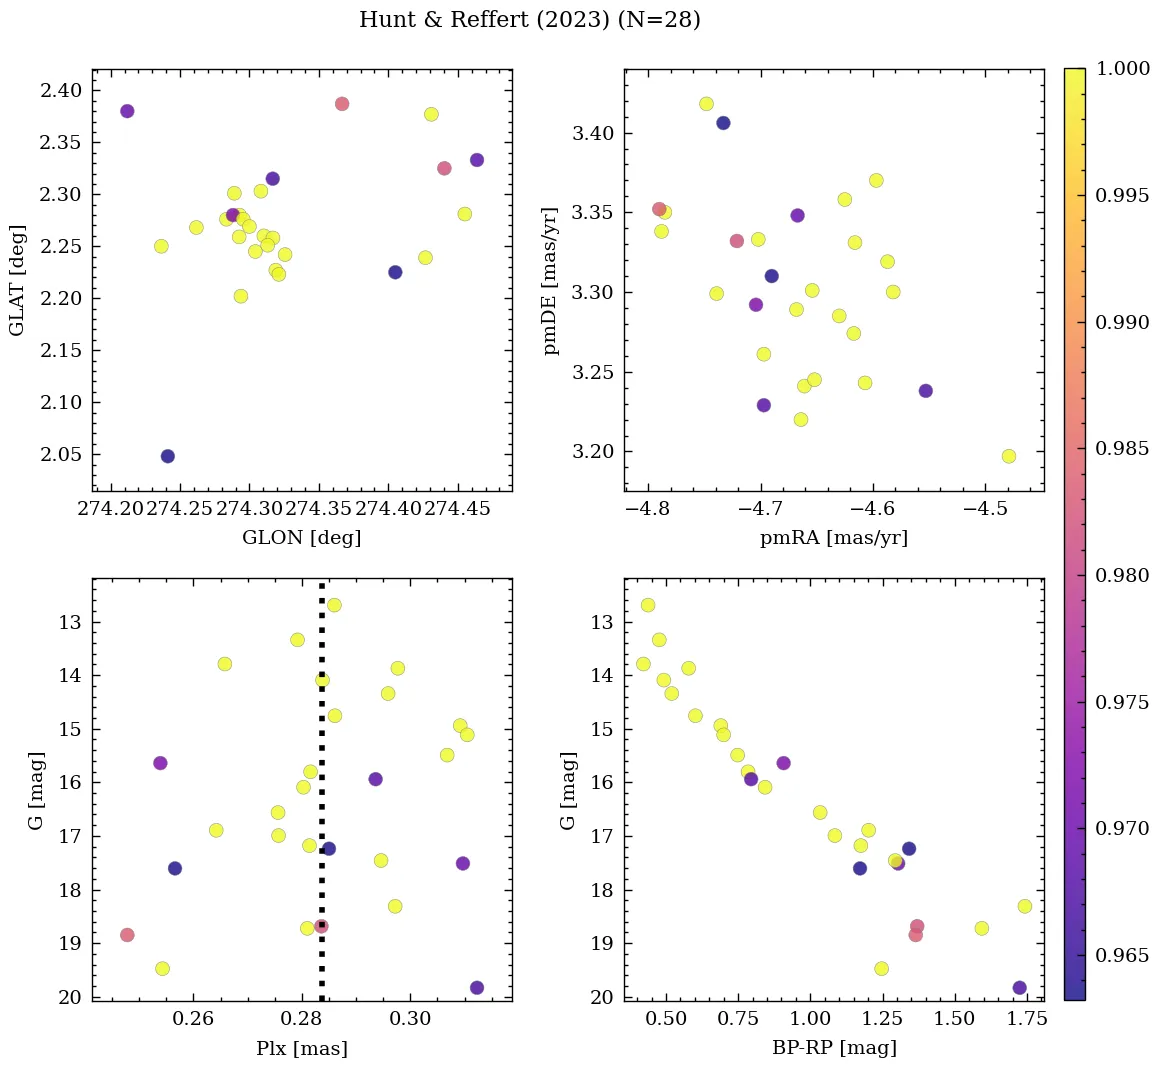 Hunt & Reffert (2023) (N=28)
2.40
2.35
2.30
2.25
2.20
2.15
2.10
2.05
GLAT [deg]
274.20 274.25 274.30 274.35 274.40 274.45
GLON [deg]
3.40
3.35
3.30
3.25
3.20
pmDE [mas/yr]
−4.8 −4.7 −4.6 −4.5
pmRA [mas/yr]
13
14
15
16
17
18
19
20
G [mag]
0.26 0.28 0.30
Plx [mas]
13
14
15
16
17
18
19
20
G [mag]
0.50 0.75 1.00 1.25 1.50 1.75
BP-RP [mag]
1.000
0.995
0.990
0.985
0.980
0.975
0.970
0.965